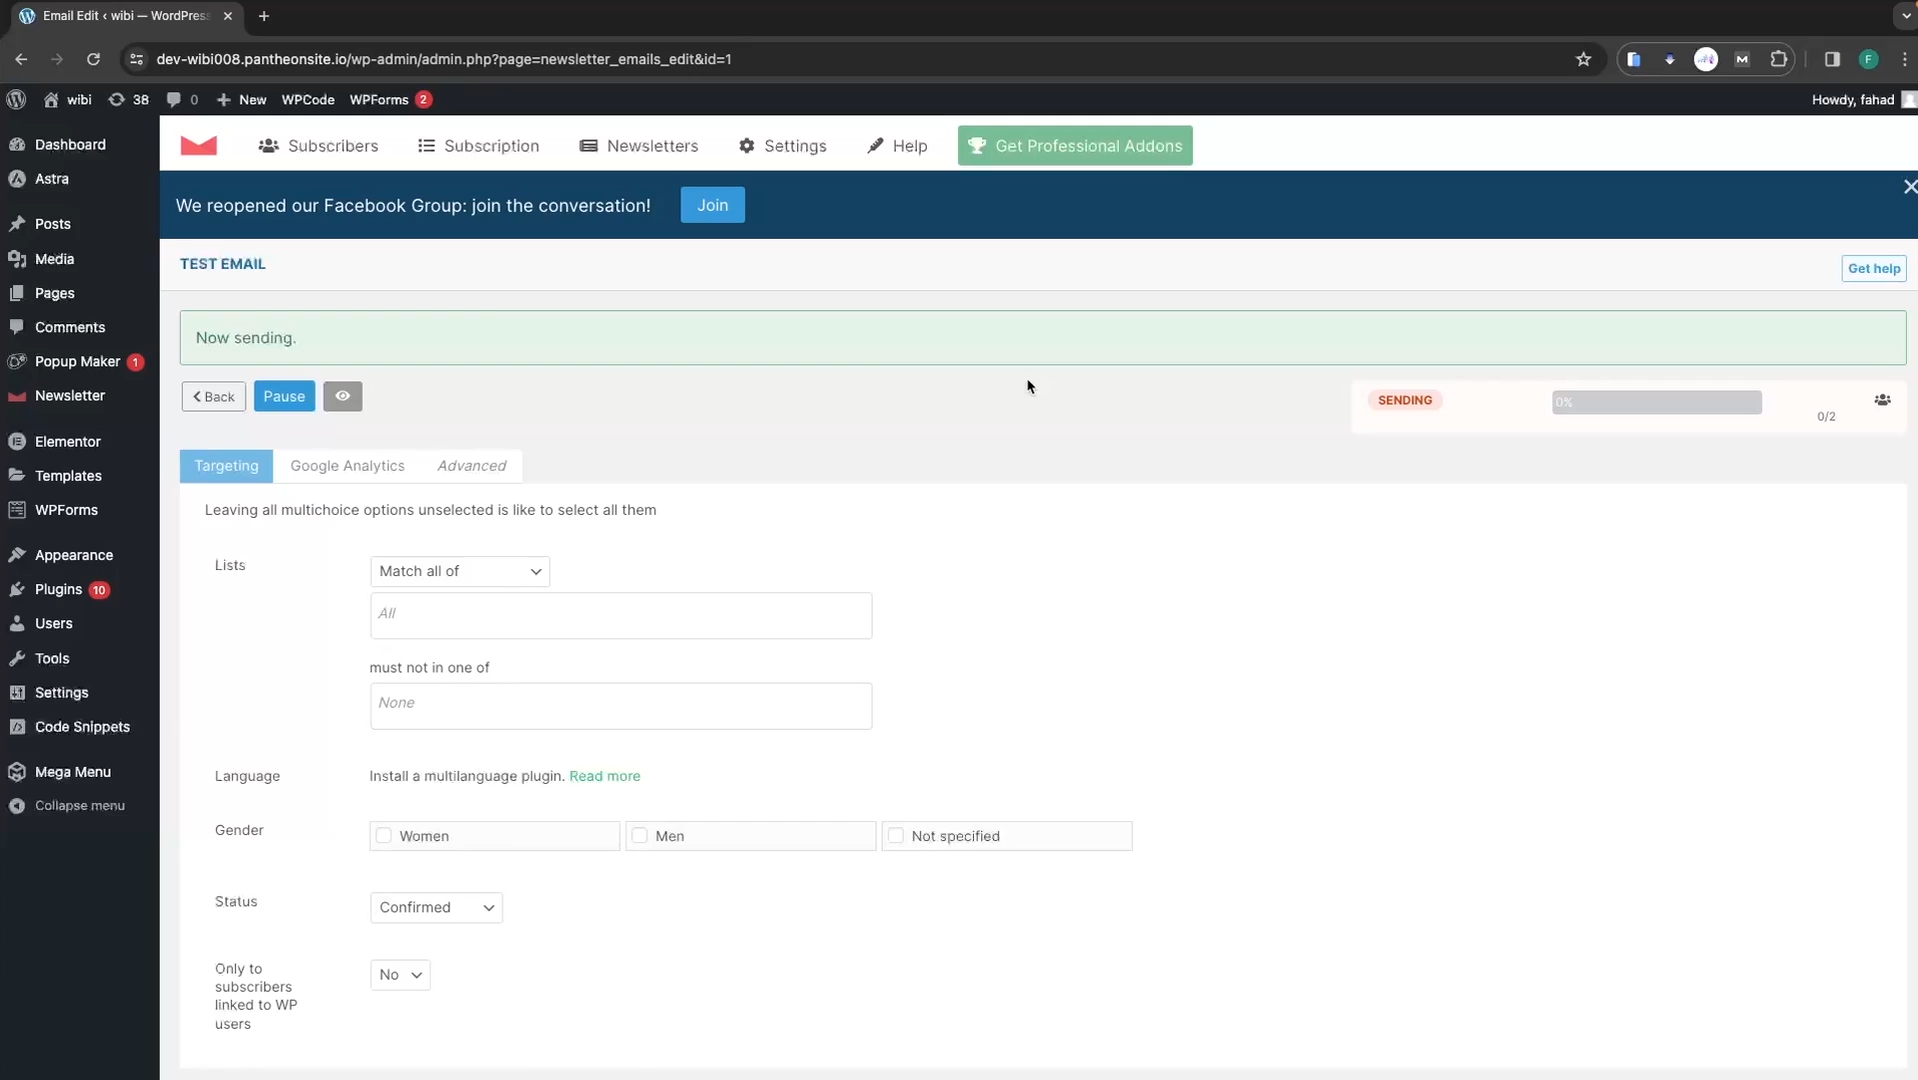 Email Edit ‹ wibi — WordPress
dev-wibi008.pantheonsite.io/wp-admin/admin.php?page=newsletter_emails_edit&id=1
M
F
wibi 38 0 New WPCode WPForms 2
Howdy, fahad
Dashboard
Astra
Posts
Media
Pages
Comments
Popup Maker 1
Newsletter
Elementor
Templates
WPForms
Appearance
Plugins 10
Users
Tools
Settings
Code Snippets
Mega Menu
Collapse menu
Subscribers Subscription Newsletters Settings Help Get Professional Addons
We reopened our Facebook Group: join the conversation! Join
TEST EMAIL
Get help
Now sending.
Back Pause
SENDING 0%
0/2
Targeting Google Analytics Advanced
Leaving all multichoice options unselected is like to select all them
Lists Match all of
All
must not in one of
None
Language Install a multilanguage plugin. Read more
Gender Women Men Not specified
Status Confirmed
Only to
subscribers
linked to WP
users
No